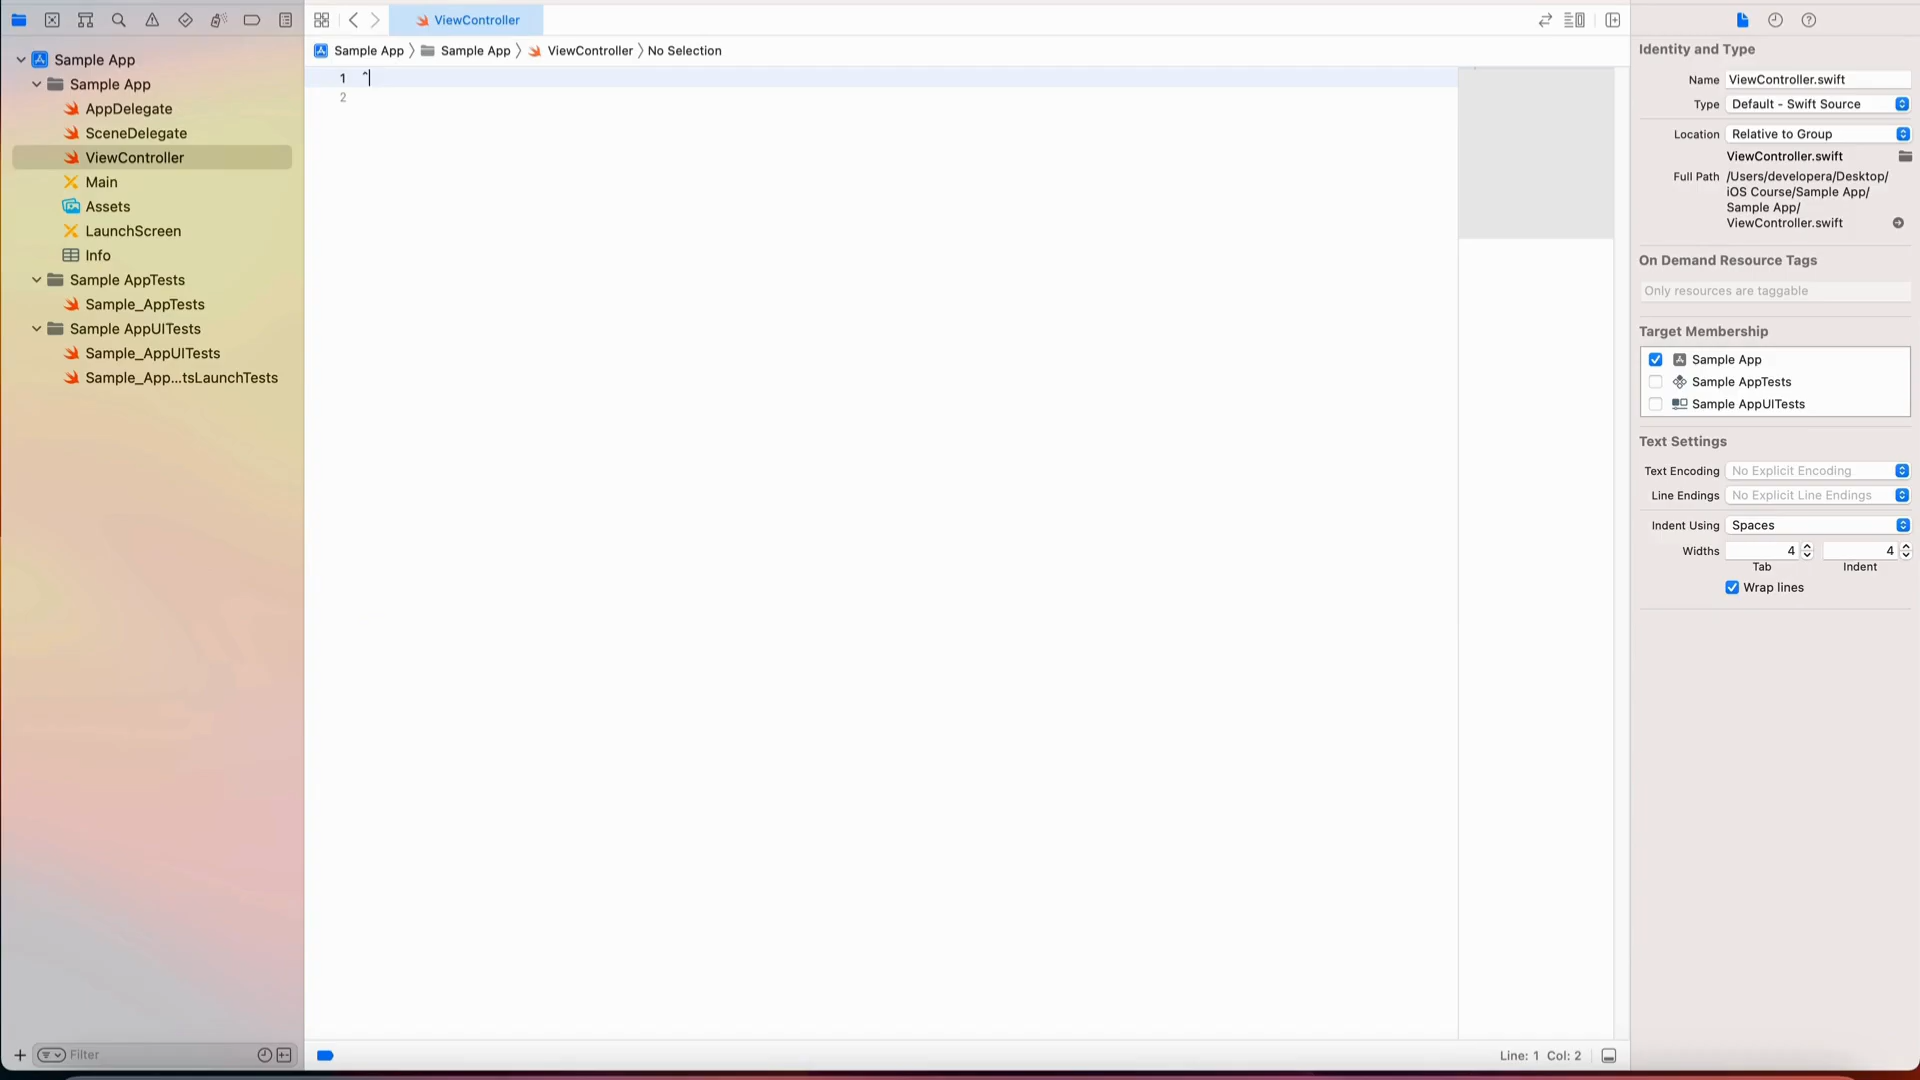 ViewController
Sample App 〉 Sample App 〉 ViewController 〉 No Selection
Sample App
Sample App
AppDelegate
SceneDelegate
ViewController
Main
Assets
LaunchScreen
Info
Sample AppTests
Sample_AppTests
Sample AppUITests
Sample_AppUITests
Sample_App...tsLaunchTests
Filter
1 ^
2
Line: 1 Col: 2
Identity and Type
Name ViewController.swift
Type Default - Swift Source
Location Relative to Group
ViewController.swift
Full Path /Users/developera/Desktop/
iOS Course/Sample App/
Sample App/
ViewController.swift
On Demand Resource Tags
Only resources are taggable
Target Membership
Sample App
Sample AppTests
Sample AppUITests
Text Settings
Text Encoding No Explicit Encoding
Line Endings No Explicit Line Endings
Indent Using Spaces
Widths 4 4
Tab Indent
Wrap lines